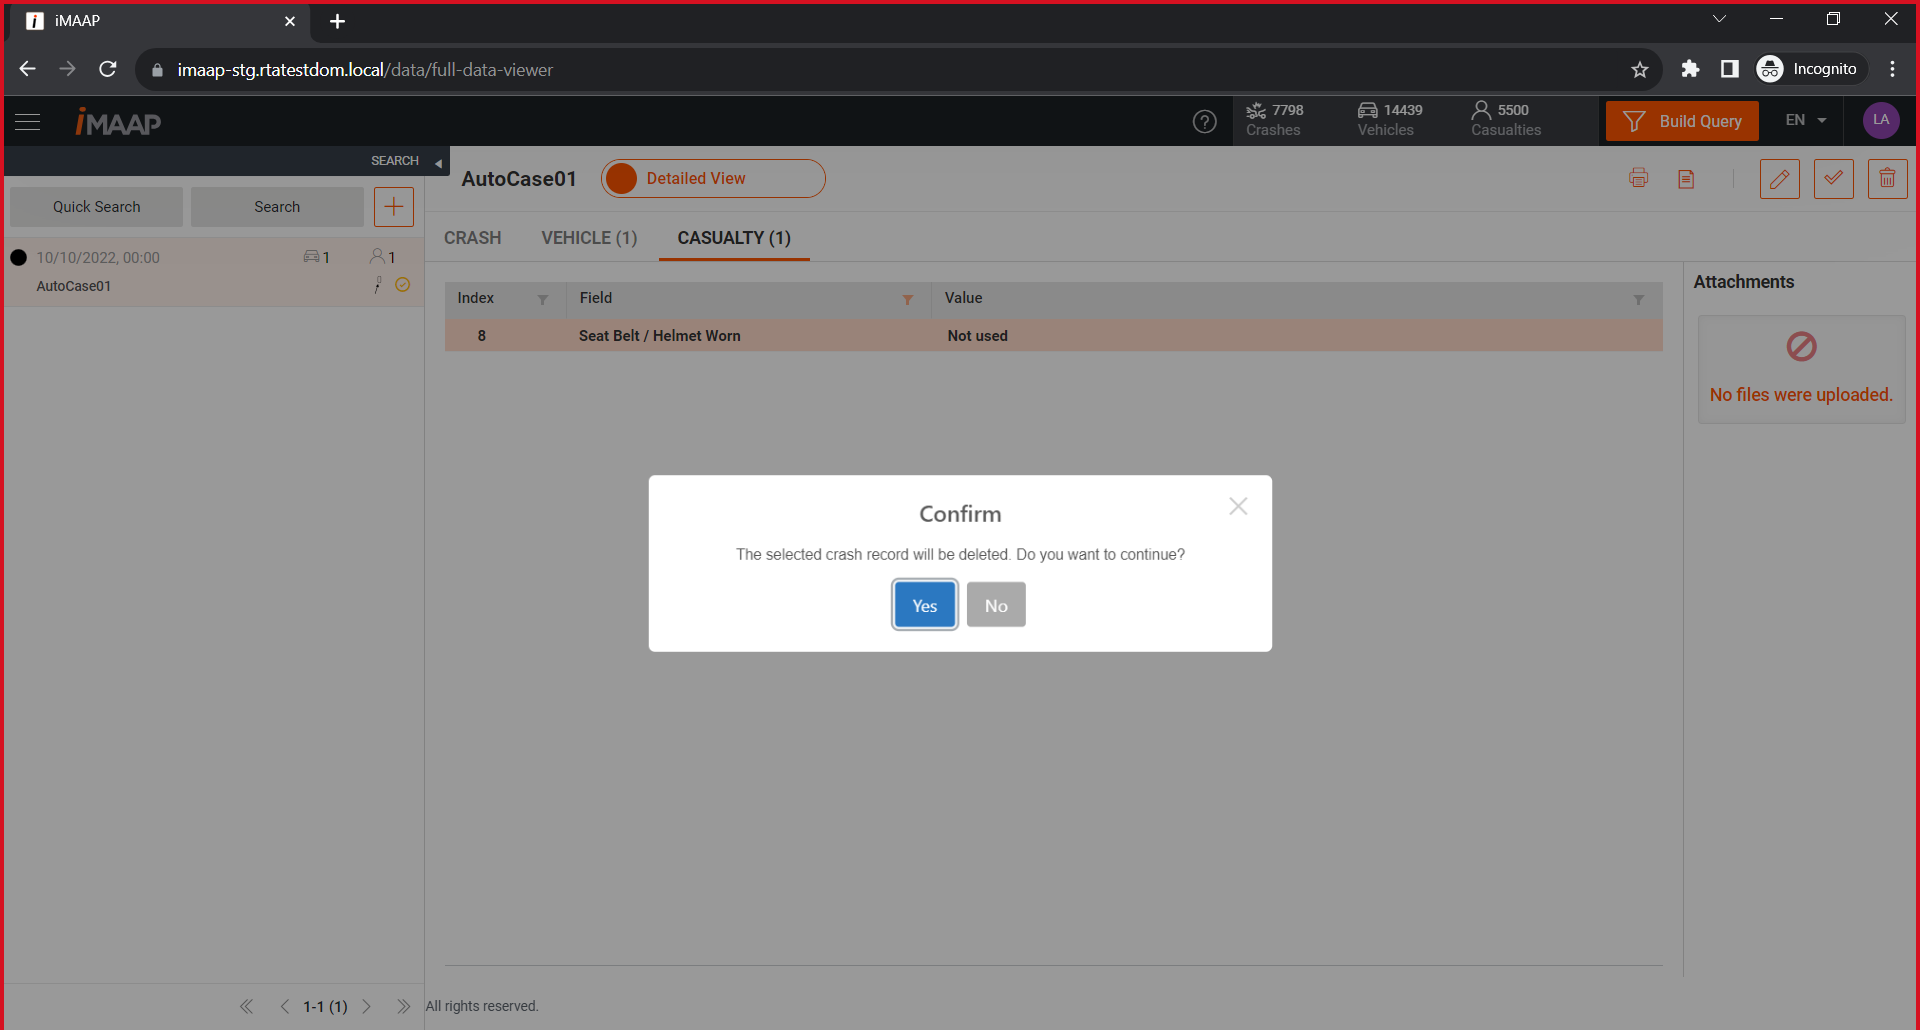 iMAAP
imaap-stg.rtatestdom.local/data/full-data-viewer
Incognito
iMAAP
7798
Crashes
14439
Vehicles
5500
Casualties
Build Query
EN
LA
SEARCH
Quick Search
Search
10/10/2022, 00:00
1
1
AutoCase01
AutoCase01
Detailed View
CRASH
VEHICLE (1)
CASUALTY (1)
Index
Field
Value
8
Seat Belt / Helmet Worn
Not used
Attachments
No files were uploaded.
Confirm
The selected crash record will be deleted. Do you want to continue?
Yes
No
1-1 (1)
All rights reserved.